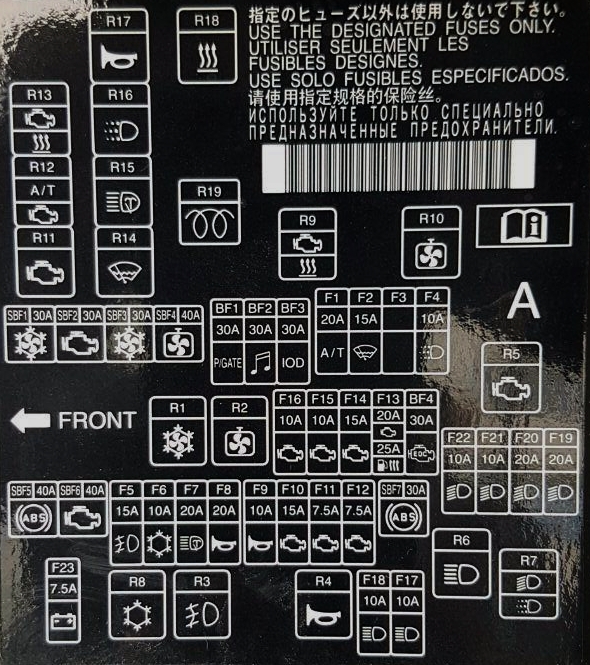 R17
R18
指定のヒューズ以外は使用しないで下さい。
USE THE DESIGNATED FUSES ONLY.
UTILISER SEULEMENT LES
FUSIBLES DESIGNES.
USE SOLO FUSIBLES ESPECIFICADOS.
请使用指定规格的保险丝。
ИСПОЛЬЗУЙТЕ ТОЛЬКО СПЕЦИАЛЬНО
ПРЕДНАЗНАЧЕННЫЕ ПРЕДОХРАНИТЕЛИ.
R13
R16
R12
A/T
R15
R11
R14
R19
R9
R10
A
SBF1 30A SBF2 30A SBF3 30A SBF4 40A
BF1 BF2 BF3
30A 30A 30A
P/GATE IOD
F1 F2 F3 F4
20A 15A 10A
A/T
R5
FRONT
R1
R2
F16 F15 F14 F13 BF4
10A 10A 15A 20A 30A
25A
EDC
F22 F21 F20 F19
10A 10A 20A 20A
SBF5 40A SBF6 40A
ABS
F5 F6 F7 F8
15A 10A 20A 20A
F9 F10 F11 F12
10A 15A 7.5A 7.5A
SBF7 30A
ABS
R6
R7
F23
7.5A
R8
R3
R4
F18 F17
10A 10A